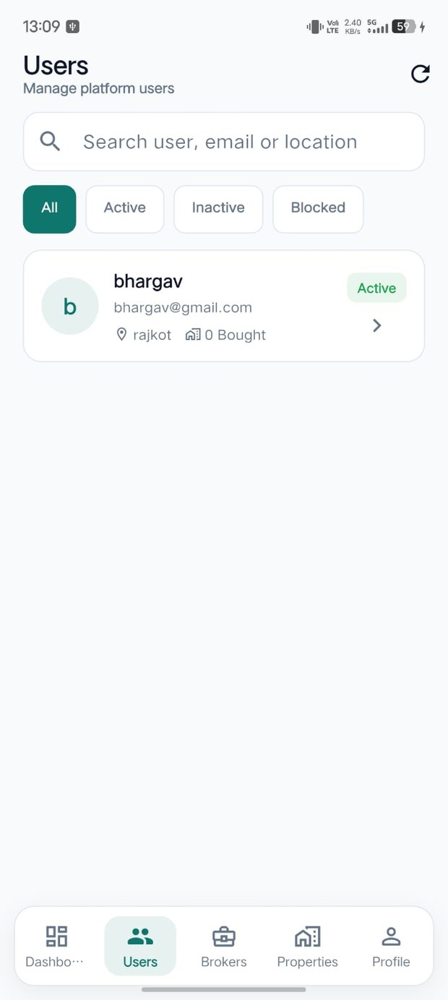 13:09 Vo) LTE 2.40 KB/s 5G 59
Users
Manage platform users
Search user, email or location
All Active Inactive Blocked
bhargav
Active
b
bhargav@gmail.com
rajkot 0 Bought
Dashbo··· Users Brokers Properties Profile